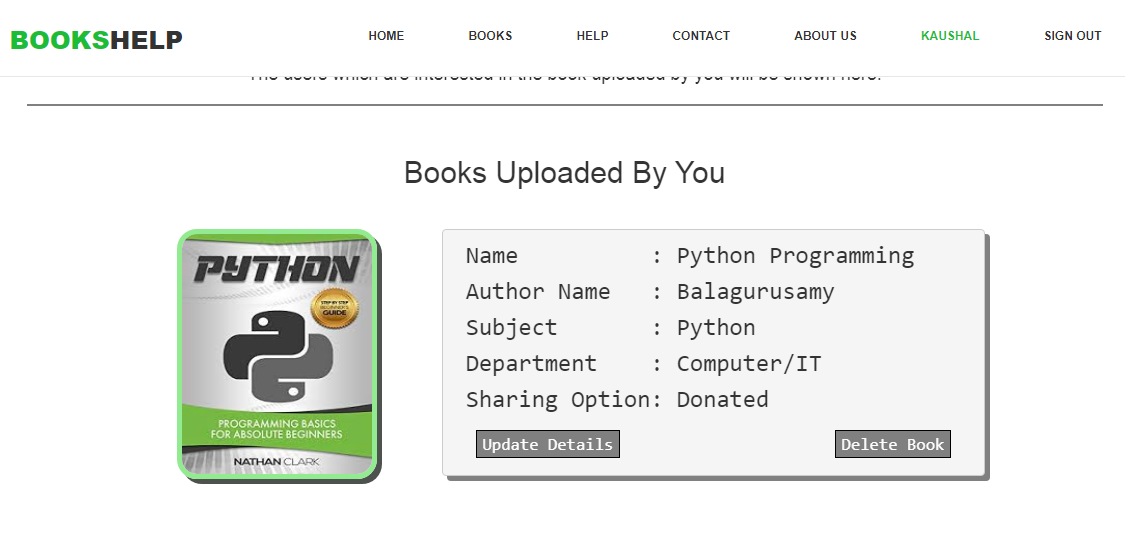 BOOKSHELP HOME BOOKS HELP CONTACT ABOUT US KAUSHAL SIGN OUT
The users which are interested in the book uploaded by you will be shown here.
Books Uploaded By You
PYTHON
STEP BY STEP
BEGINNER'S
GUIDE
PROGRAMMING BASICS
FOR ABSOLUTE BEGINNERS
NATHAN CLARK
Name : Python Programming
Author Name : Balagurusamy
Subject : Python
Department : Computer/IT
Sharing Option: Donated
Update Details Delete Book